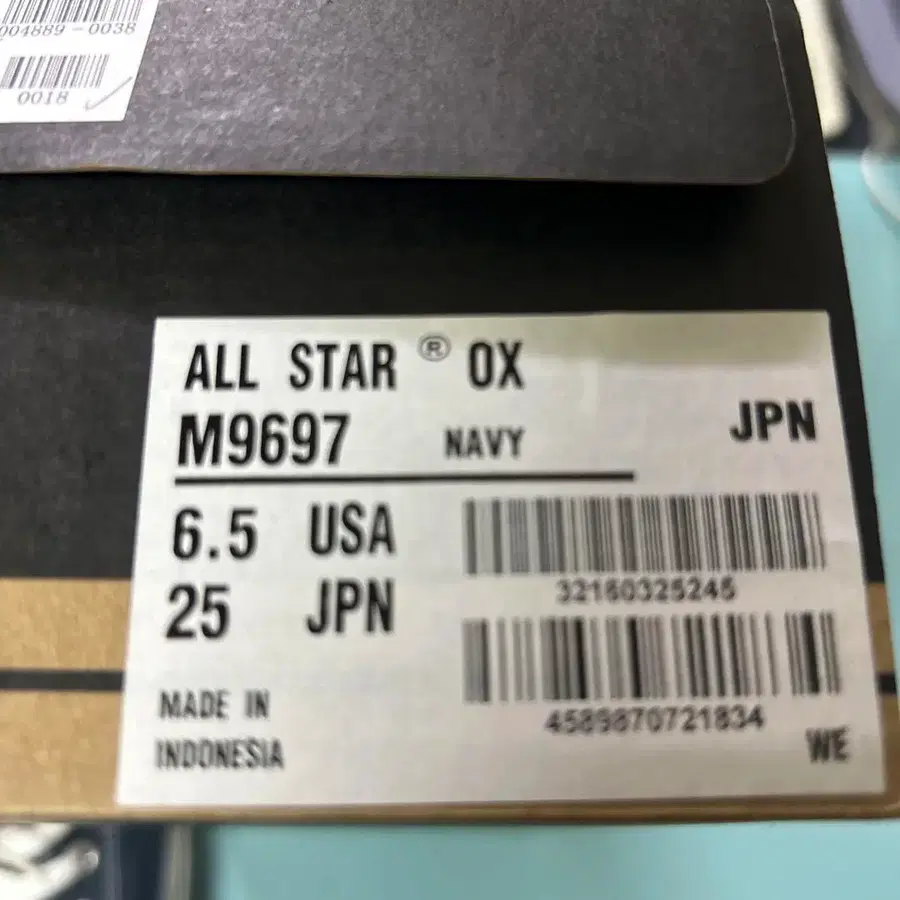 004889-0038
0018
ALL STAR ® OX
M9697 NAVY JPN
6.5 USA
25 JPN
32160325245
4589870721834
MADE IN
INDONESIA
WE